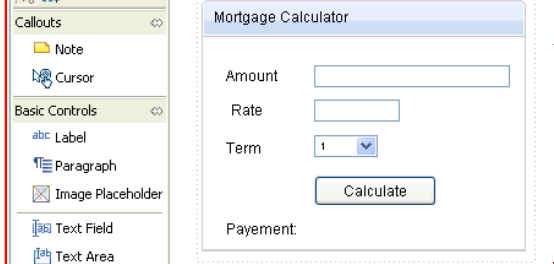 Callouts
Note
Cursor
Basic Controls
abc Label
Paragraph
Image Placeholder
Text Field
Text Area
Mortgage Calculator
Amount
Rate
Term
1
Calculate
Payement: